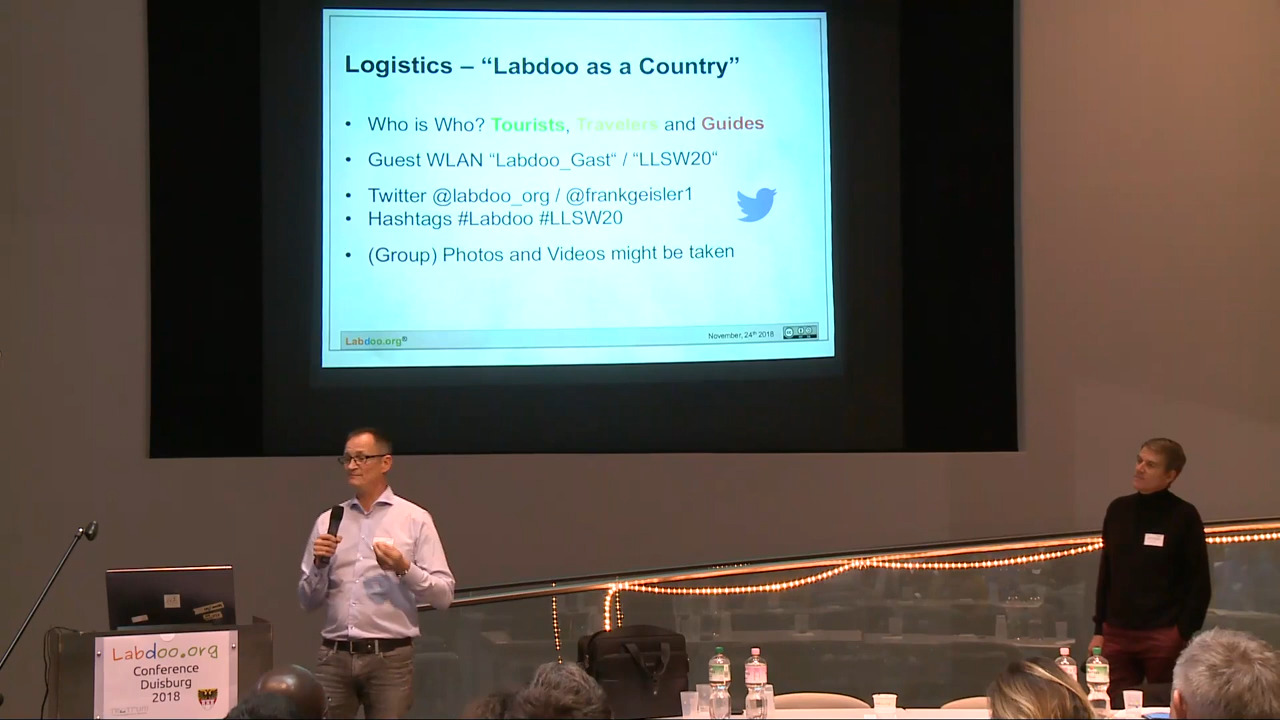 Logistics – “Labdoo as a Country”
• Who is Who? Tourists, Travelers and Guides
• Guest WLAN “Labdoo_Gast“ / “LLSW20“
• Twitter @labdoo_org / @frankgeisler1
• Hashtags #Labdoo #LLSW20
• (Group) Photos and Videos might be taken
Labdoo.org®
November, 24th 2018
Labdoo.org
Conference
Duisburg
2018